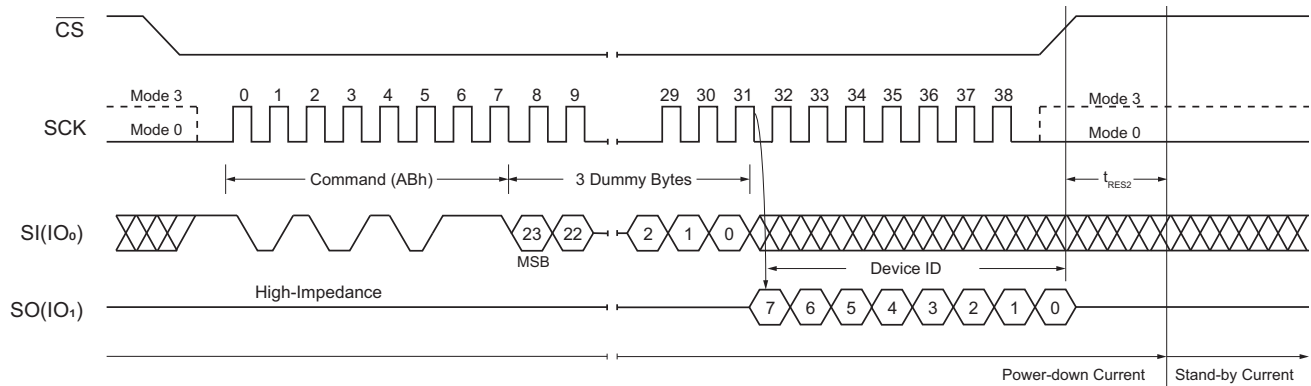 CS
0 1 2 3 4 5 6 7 8 9 29 30 31 32 33 34 35 36 37 38
Mode 3 Mode 3
SCK
Mode 0 Mode 0
Command (ABh) 3 Dummy Bytes tRES2
SI(IO₀) 23 22 2 1 0
MSB
Device ID
High-Impedance
SO(IO₁) 7 6 5 4 3 2 1 0
Power-down Current Stand-by Current